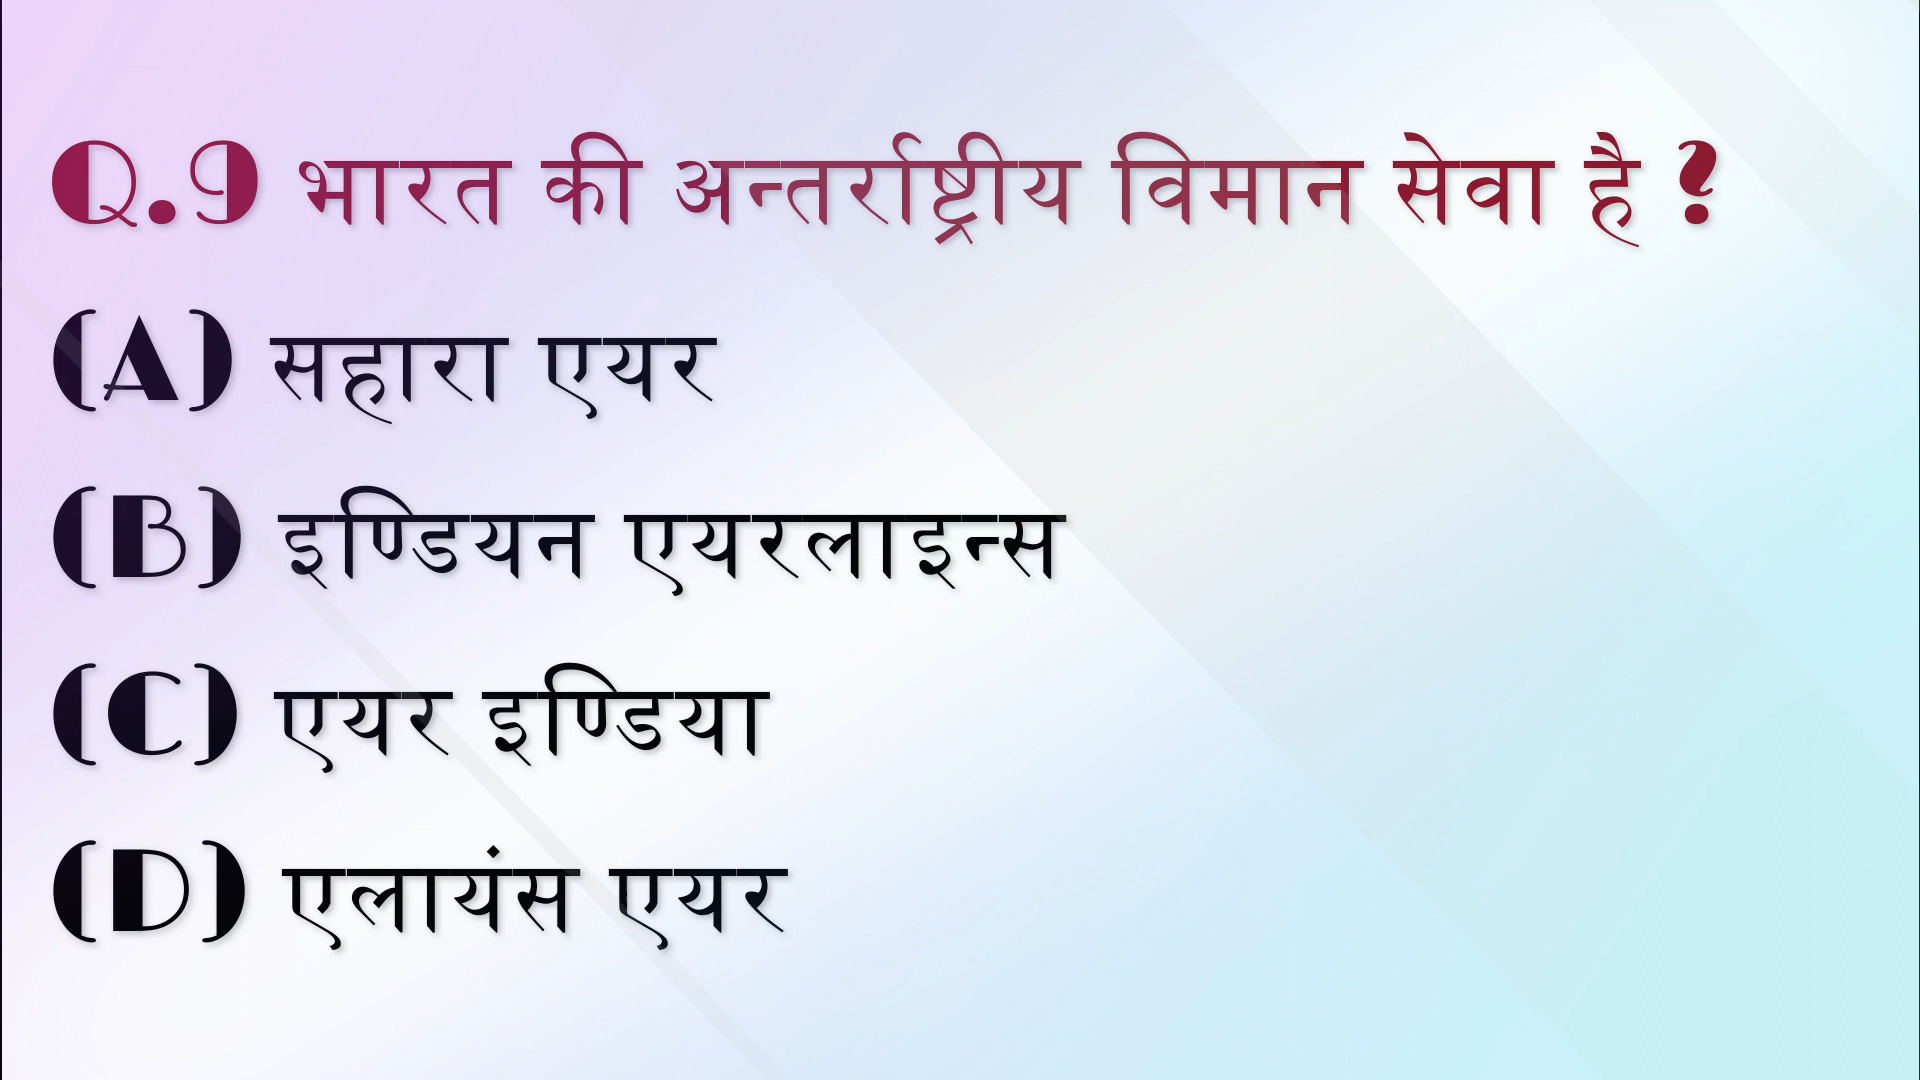 Q.9 भारत की अन्तर्राष्ट्रीय विमान सेवा है ?
(A) सहारा एयर
(B) इण्डियन एयरलाइन्स
(C) एयर इण्डिया
(D) एलायंस एयर